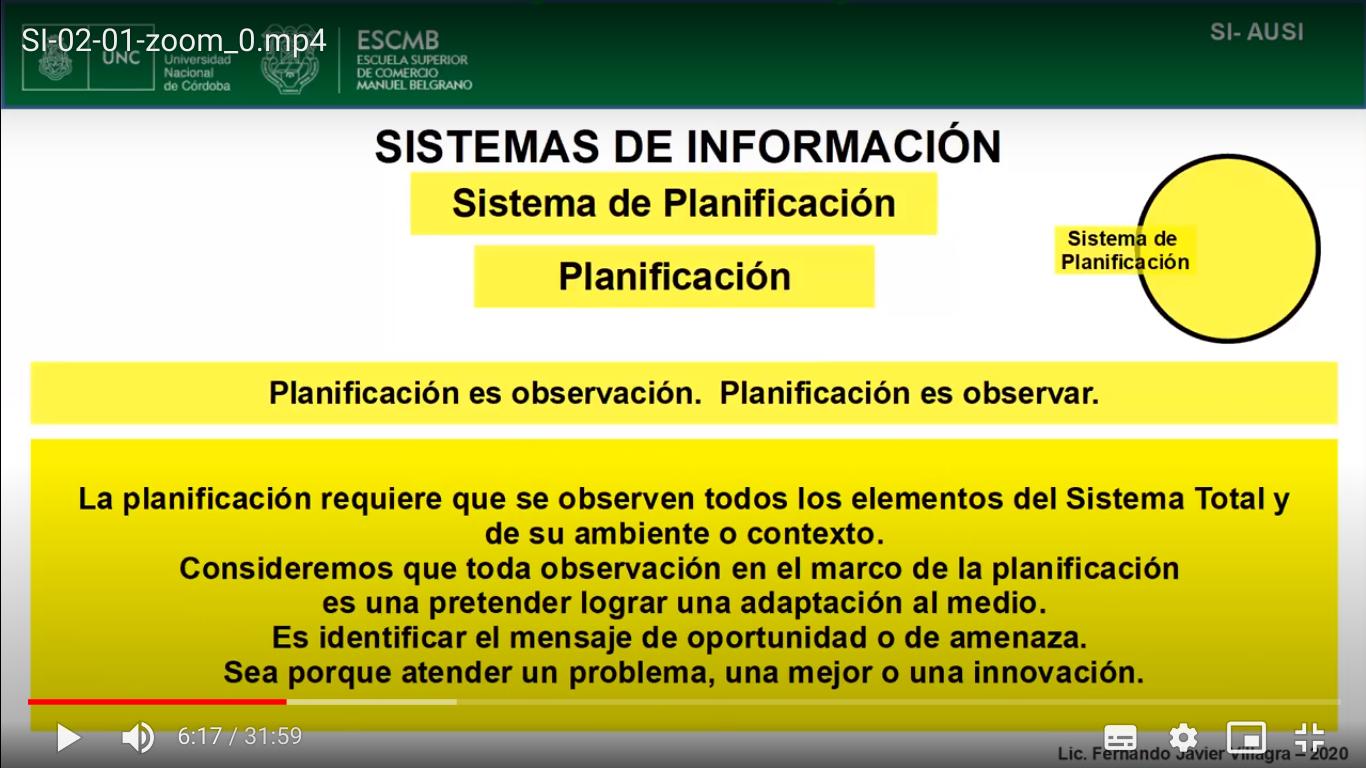 SI-02-01-zoom_0.mp4
UNC
Universidad
Nacional
de Córdoba
ESCMB
ESCUELA SUPERIOR
DE COMERCIO
MANUEL BELGRANO
SI- AUSI
SISTEMAS DE INFORMACIÓN
Sistema de Planificación
Planificación
Sistema de
Planificación
Planificación es observación.  Planificación es observar.
La planificación requiere que se observen todos los elementos del Sistema Total y
de su ambiente o contexto.
Consideremos que toda observación en el marco de la planificación
es una pretender lograr una adaptación al medio.
Es identificar el mensaje de oportunidad o de amenaza.
Sea porque atender un problema, una mejor o una innovación.
6:17 / 31:59
Lic. Fernando Javier Villagra – 2020